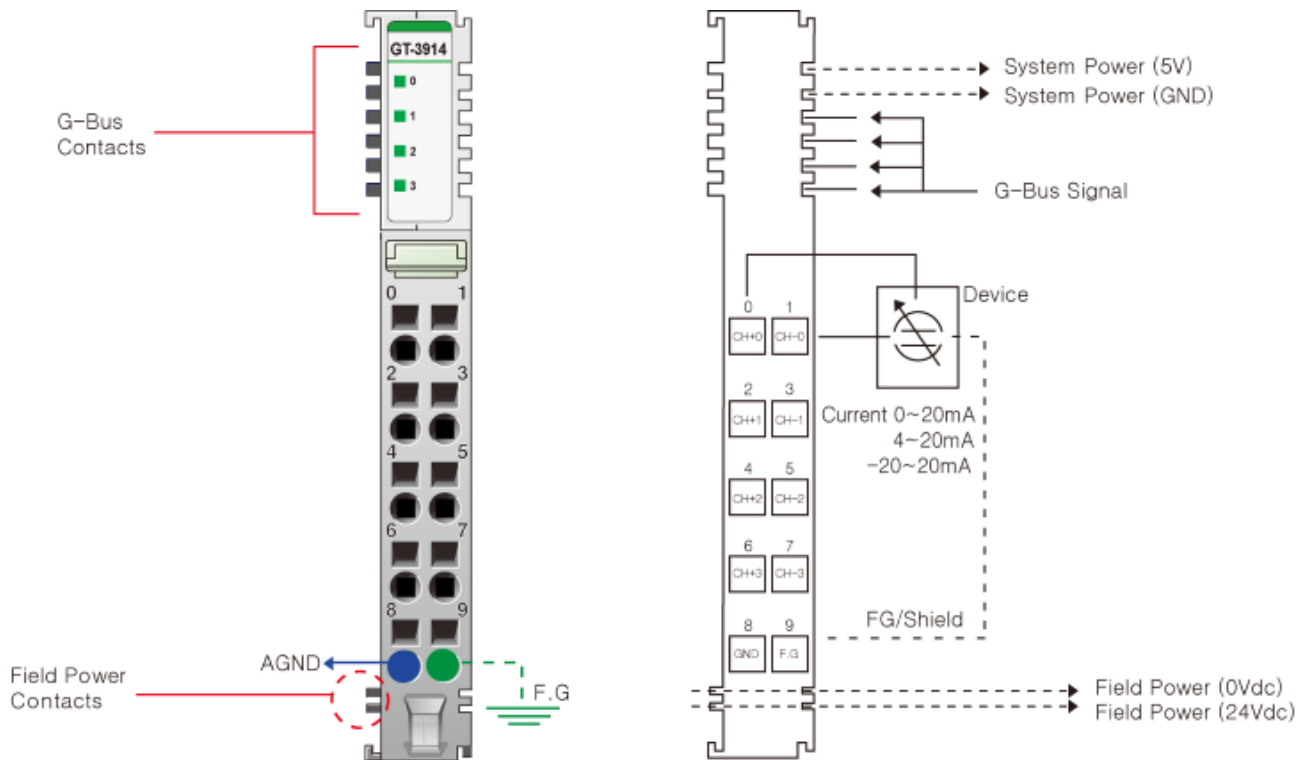 GT-3914
0
1
2
3
G-Bus
Contacts
0 1
2 3
4 5
6 7
8 9
AGND
F.G
Field Power
Contacts
System Power (5V)
System Power (GND)
G-Bus Signal
Device
0 1
CH+0 CH-0
2 3
CH+1 CH-1
Current 0~20mA
4~20mA
-20~20mA
4 5
CH+2 CH-2
6 7
CH+3 CH-3
FG/Shield
8 9
GND F.G
Field Power (0Vdc)
Field Power (24Vdc)